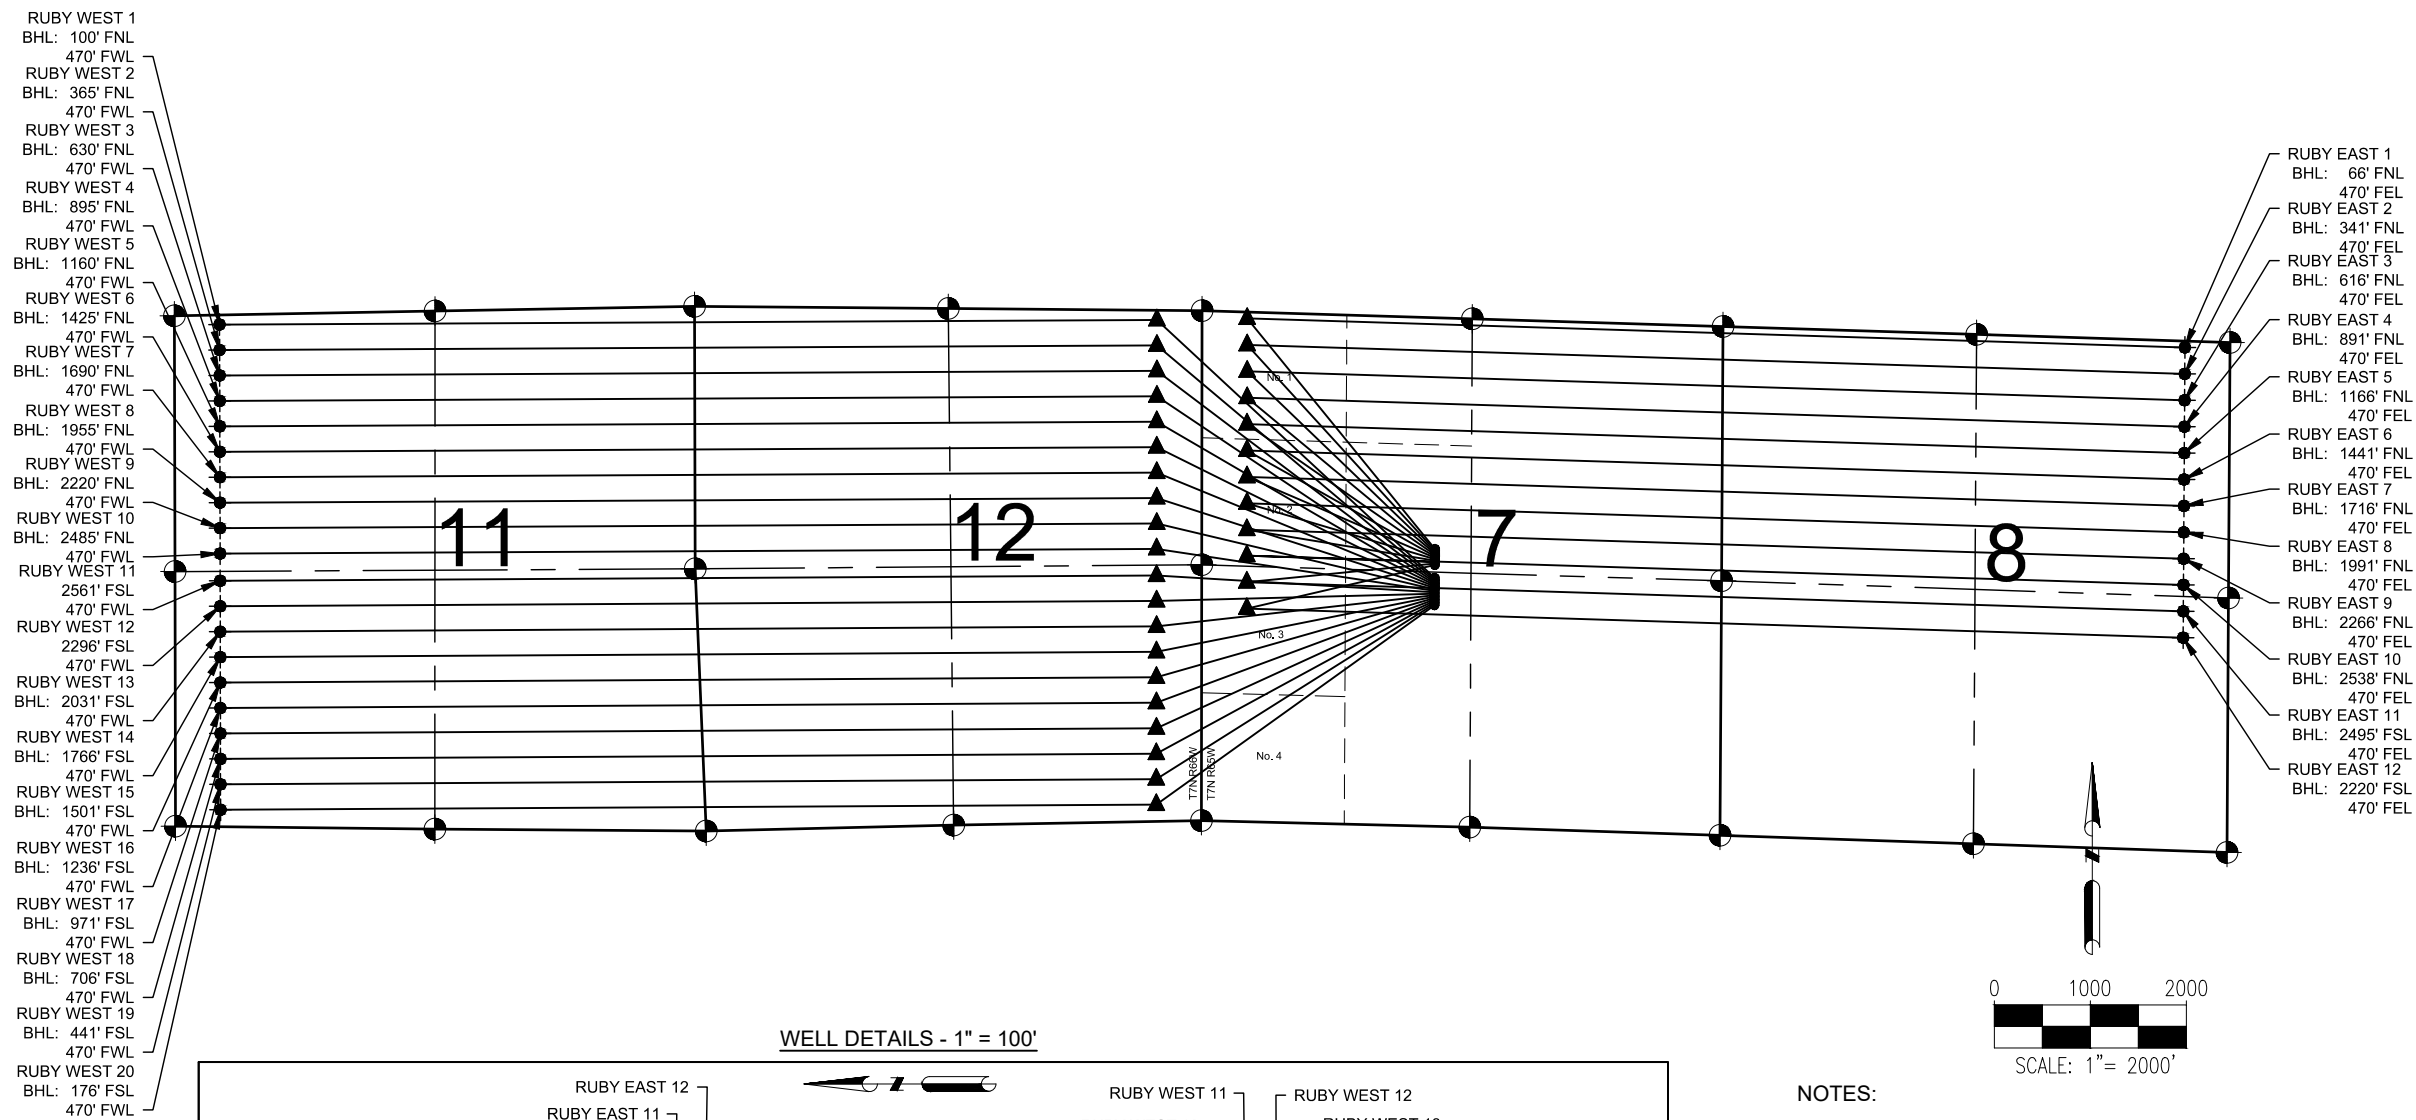 RUBY WEST 1
BHL: 100' FNL
470' FWL
RUBY WEST 2
BHL: 365' FNL
470' FWL
RUBY WEST 3
BHL: 630' FNL
470' FWL
RUBY WEST 4
BHL: 895' FNL
470' FWL
RUBY WEST 5
BHL: 1160' FNL
470' FWL
RUBY WEST 6
BHL: 1425' FNL
470' FWL
RUBY WEST 7
BHL: 1690' FNL
470' FWL
RUBY WEST 8
BHL: 1955' FNL
470' FWL
RUBY WEST 9
BHL: 2220' FNL
470' FWL
RUBY WEST 10
BHL: 2485' FNL
470' FWL
RUBY WEST 11
2561' FSL
470' FWL
RUBY WEST 12
2296' FSL
470' FWL
RUBY WEST 13
BHL: 2031' FSL
470' FWL
RUBY WEST 14
BHL: 1766' FSL
470' FWL
RUBY WEST 15
BHL: 1501' FSL
470' FWL
RUBY WEST 16
BHL: 1236' FSL
470' FWL
RUBY WEST 17
BHL: 971' FSL
470' FWL
RUBY WEST 18
BHL: 706' FSL
470' FWL
RUBY WEST 19
BHL: 441' FSL
470' FWL
RUBY WEST 20
BHL: 176' FSL
470' FWL
11
12
7
8
No. 1
No. 2
No. 3
No. 4
T7N R66W
T7N R65W
RUBY EAST 1
BHL: 66' FNL
470' FEL
RUBY EAST 2
BHL: 341' FNL
470' FEL
RUBY EAST 3
BHL: 616' FNL
470' FEL
RUBY EAST 4
BHL: 891' FNL
470' FEL
RUBY EAST 5
BHL: 1166' FNL
470' FEL
RUBY EAST 6
BHL: 1441' FNL
470' FEL
RUBY EAST 7
BHL: 1716' FNL
470' FEL
RUBY EAST 8
BHL: 1991' FNL
470' FEL
RUBY EAST 9
BHL: 2266' FNL
470' FEL
RUBY EAST 10
BHL: 2538' FNL
470' FEL
RUBY EAST 11
BHL: 2495' FSL
470' FEL
RUBY EAST 12
BHL: 2220' FSL
470' FEL
N
0 1000 2000
SCALE: 1"= 2000'
WELL DETAILS - 1" = 100'
N
RUBY EAST 12
RUBY EAST 11
RUBY WEST 11
RUBY WEST 12
NOTES: